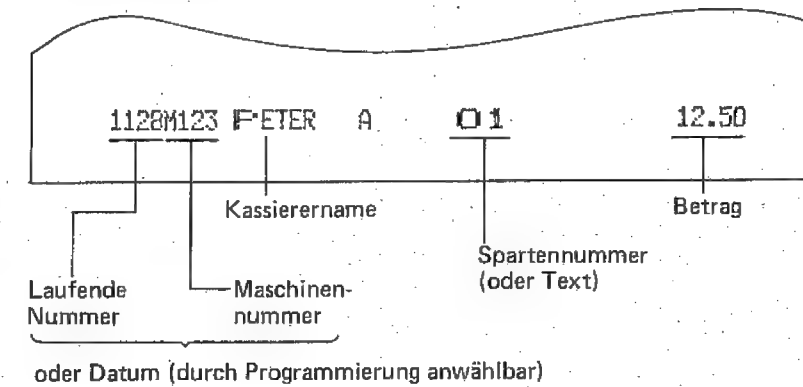 1128M123 PETER A 01 12.50
Kassierername
Betrag
Spartennummer
(oder Text)
Laufende
Nummer
Maschinen-
nummer
oder Datum (durch Programmierung anwählbar)